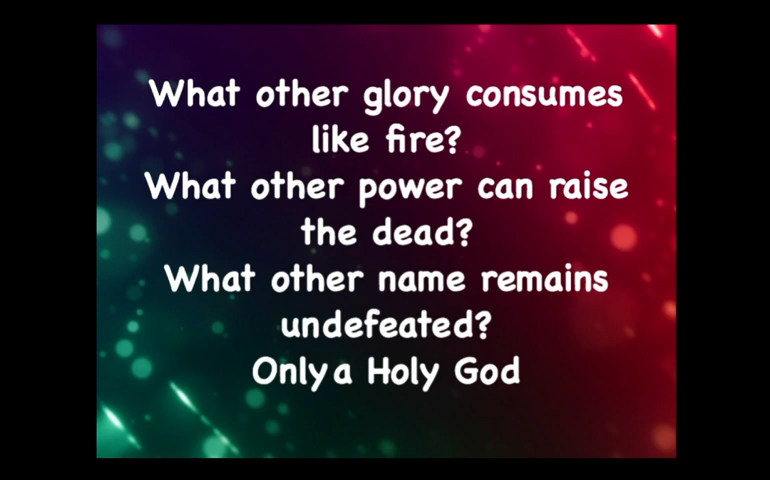 What other glory consumes
like fire?
What other power can raise
the dead?
What other name remains
undefeated?
Only a Holy God